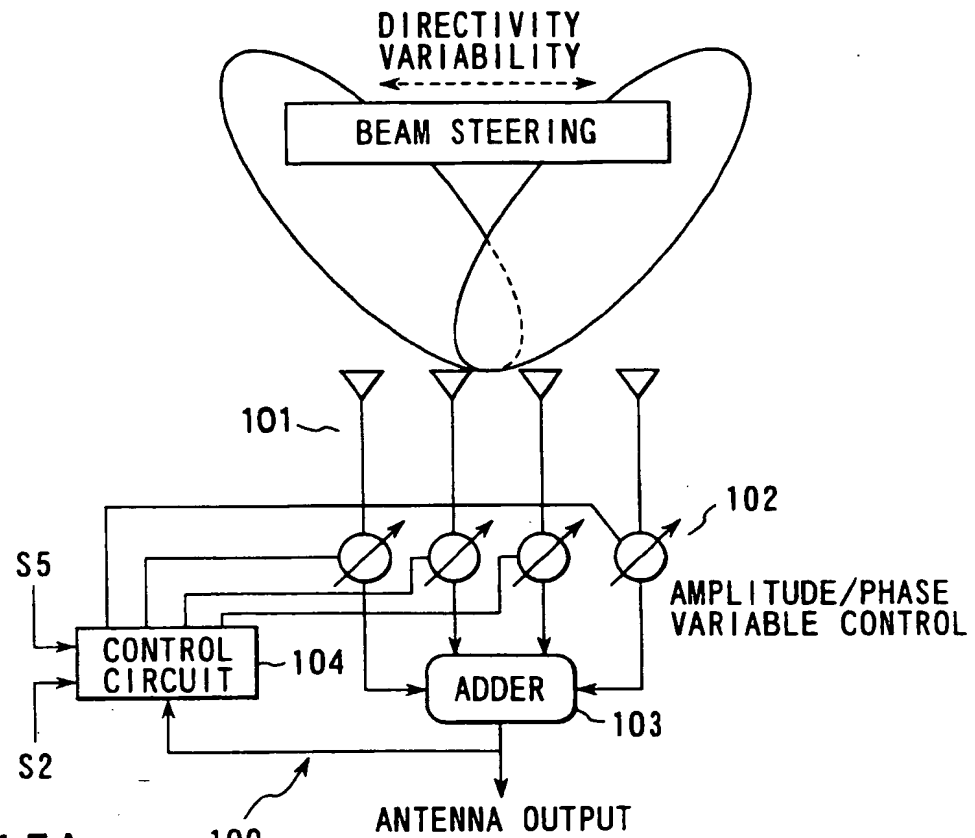 DIRECTIVITY
VARIABILITY
BEAM STEERING
101
102
S5
AMPLITUDE/PHASE
VARIABLE CONTROL
CONTROL
CIRCUIT
104
ADDER
103
S2
ANTENNA OUTPUT